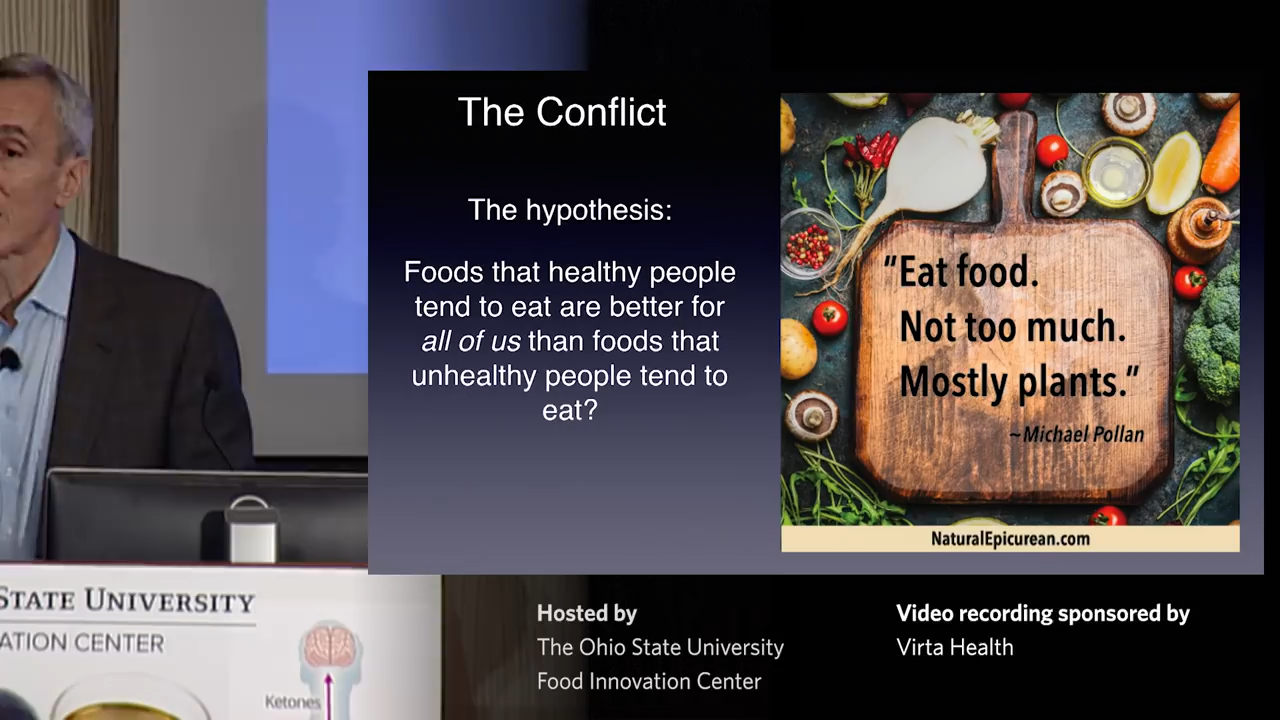 The Conflict
The hypothesis:
Foods that healthy people
tend to eat are better for
all of us than foods that
unhealthy people tend to
eat?
“Eat food.
Not too much.
Mostly plants.”
~Michael Pollan
NaturalEpicurean.com
STATE UNIVERSITY
ATION CENTER
Ketones
Hosted by
The Ohio State University
Food Innovation Center
Video recording sponsored by
Virta Health